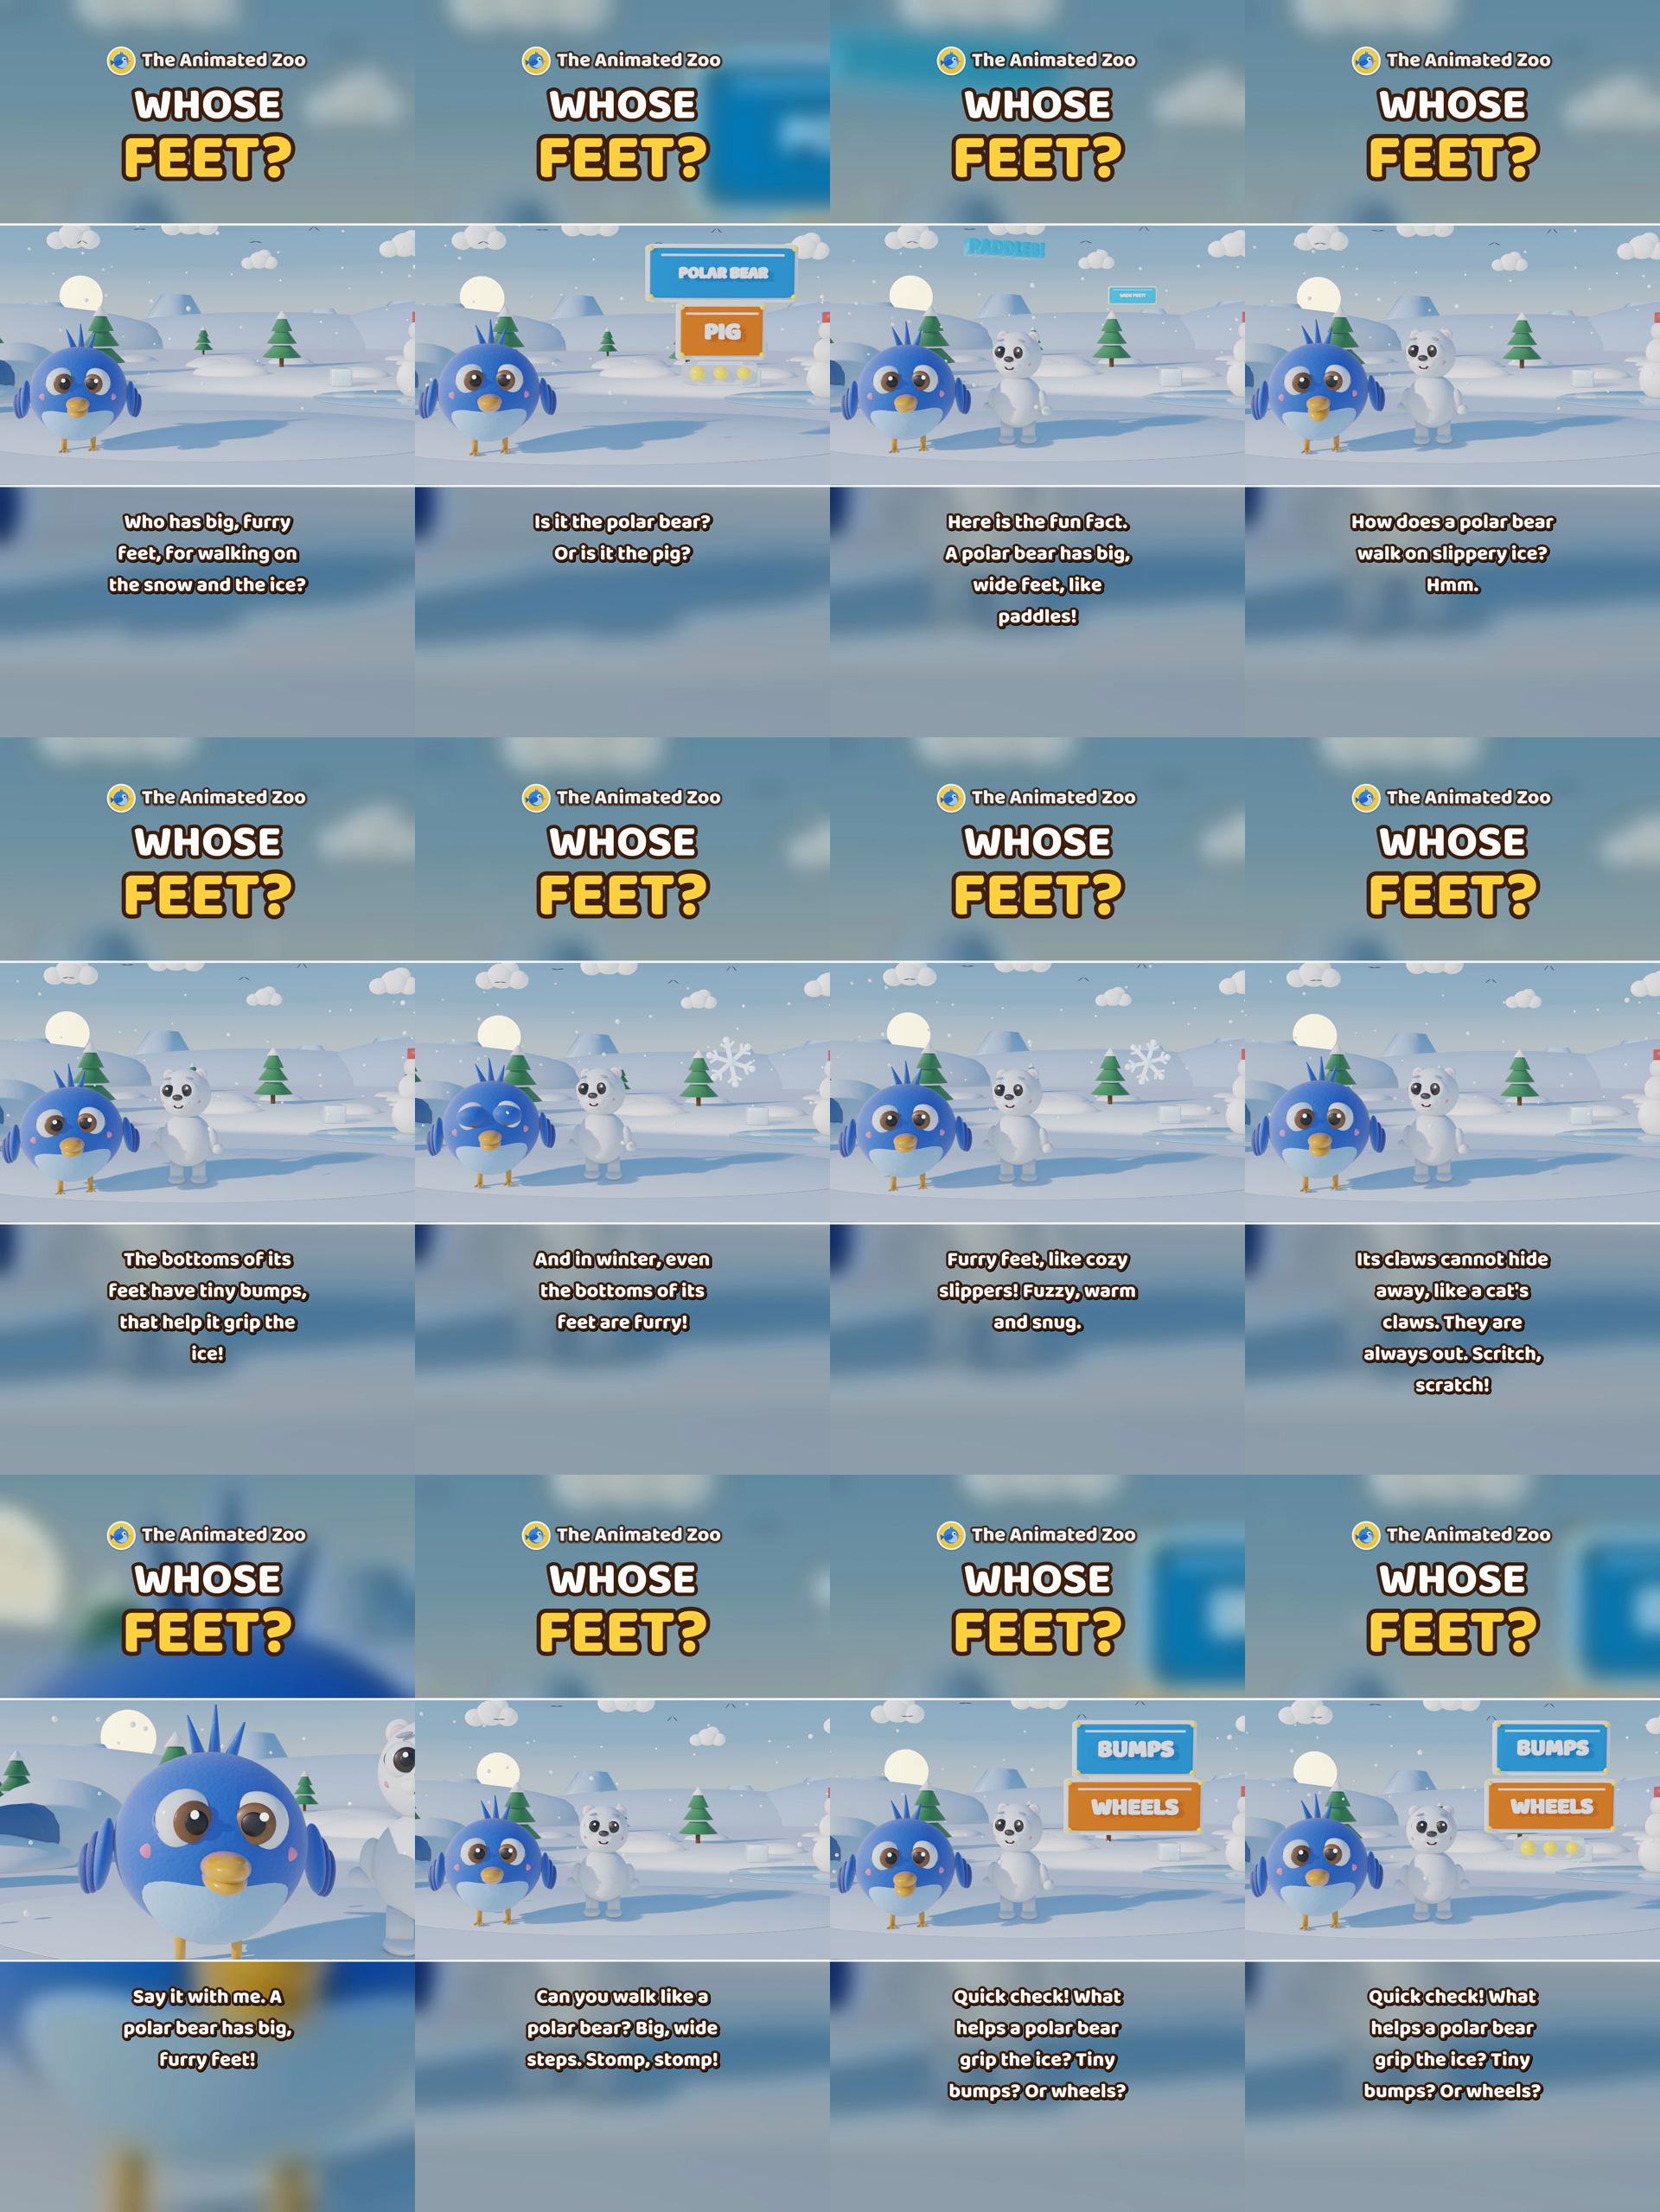 The Animated Zoo
WHOSE
FEET?
Who has big, furry
feet, for walking on
the snow and the ice?
The Animated Zoo
WHOSE
FEET?
POLAR BEAR
PIG
Is it the polar bear?
Or is it the pig?
The Animated Zoo
WHOSE
FEET?
PADDLES!
WIDE FEET
Here is the fun fact.
A polar bear has big,
wide feet, like
paddles!
The Animated Zoo
WHOSE
FEET?
How does a polar bear
walk on slippery ice?
Hmm.
The Animated Zoo
WHOSE
FEET?
The bottoms of its
feet have tiny bumps,
that help it grip the
ice!
The Animated Zoo
WHOSE
FEET?
And in winter, even
the bottoms of its
feet are furry!
The Animated Zoo
WHOSE
FEET?
Furry feet, like cozy
slippers! Fuzzy, warm
and snug.
The Animated Zoo
WHOSE
FEET?
Its claws cannot hide
away, like a cat's
claws. They are
always out. Scritch,
scratch!
The Animated Zoo
WHOSE
FEET?
Say it with me. A
polar bear has big,
furry feet!
The Animated Zoo
WHOSE
FEET?
Can you walk like a
polar bear? Big, wide
steps. Stomp, stomp!
The Animated Zoo
WHOSE
FEET?
BUMPS
WHEELS
Quick check! What
helps a polar bear
grip the ice? Tiny
bumps? Or wheels?
The Animated Zoo
WHOSE
FEET?
BUMPS
WHEELS
Quick check! What
helps a polar bear
grip the ice? Tiny
bumps? Or wheels?